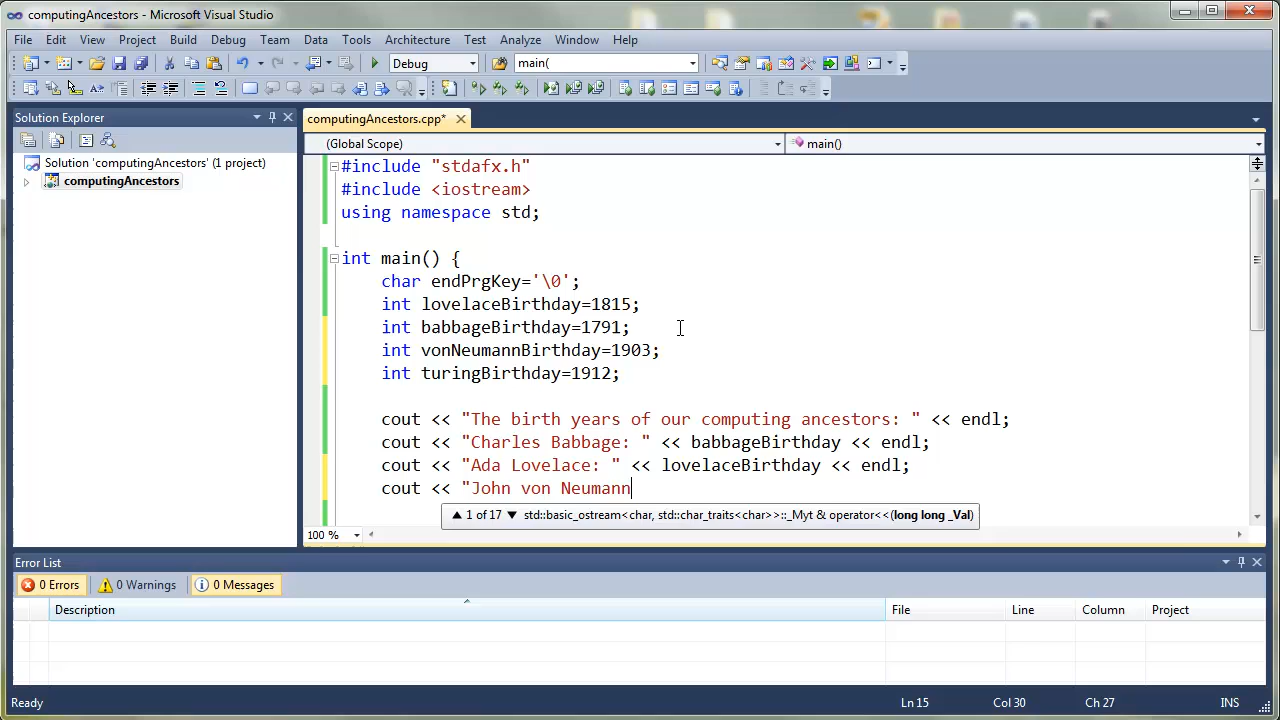 computingAncestors - Microsoft Visual Studio
File Edit View Project Build Debug Team Data Tools Architecture Test Analyze Window Help
Debug main(
Solution Explorer
computingAncestors.cpp*
(Global Scope) main()
Solution 'computingAncestors' (1 project)
computingAncestors
#include "stdafx.h"
#include <iostream>
using namespace std;
int main() {
char endPrgKey='\0';
int lovelaceBirthday=1815;
int babbageBirthday=1791;
int vonNeumannBirthday=1903;
int turingBirthday=1912;
cout << "The birth years of our computing ancestors: " << endl;
cout << "Charles Babbage: " << babbageBirthday << endl;
cout << "Ada Lovelace: " << lovelaceBirthday << endl;
cout << "John von Neumann
1 of 17 std::basic_ostream<char, std::char_traits<char>>::_Myt & operator<<(long long _Val)
100 %
Error List
0 Errors 0 Warnings 0 Messages
Description File Line Column Project
Ready Ln 15 Col 30 Ch 27 INS